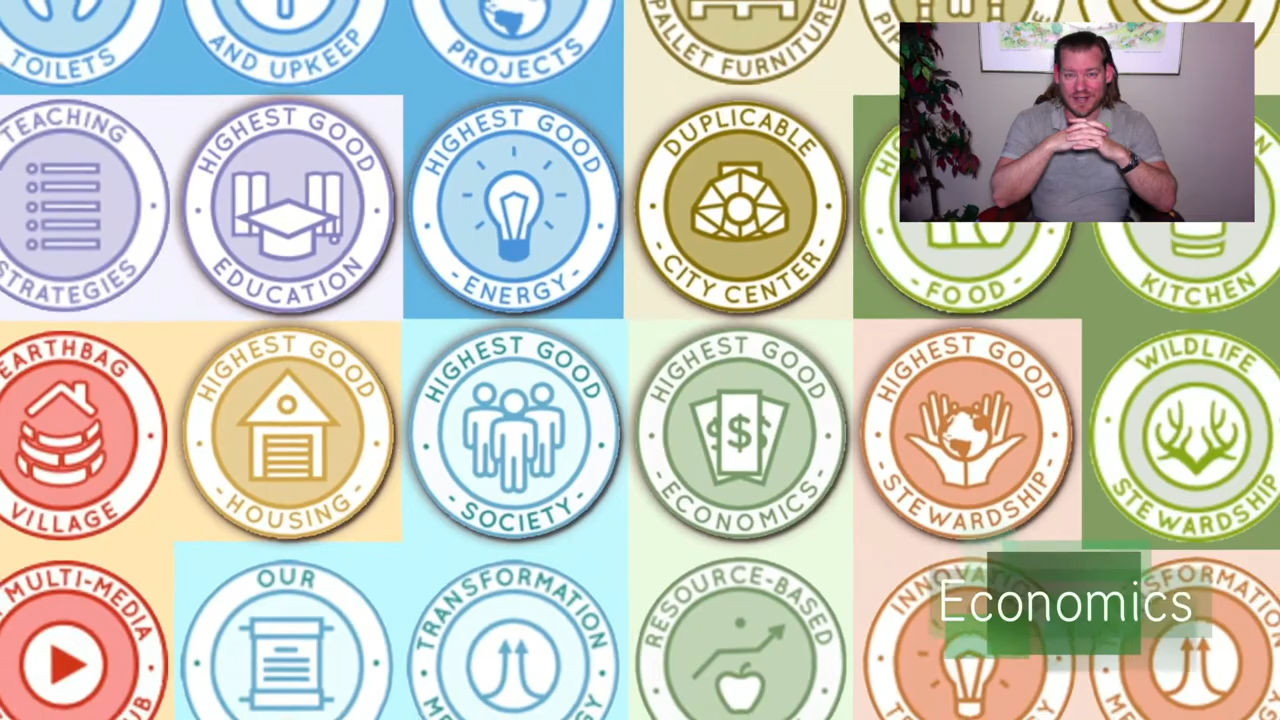 TOILETS
AND UPKEEP
PROJECTS
PALLET FURNITURE
TEACHING
STRATEGIES
HIGHEST GOOD
EDUCATION
HIGHEST GOOD
- ENERGY -
DUPLICABLE
- CITY CENTER -
- FOOD -
KITCHEN
EARTHBAG
VILLAGE
HIGHEST GOOD
- HOUSING -
HIGHEST GOOD
- SOCIETY -
HIGHEST GOOD
$ $ $
- ECONOMICS -
HIGHEST GOOD
- STEWARDSHIP -
WILDLIFE
STEWARDSHIP
MULTI-MEDIA
OUR
TRANSFORMATION
RESOURCE-BASED
Economics